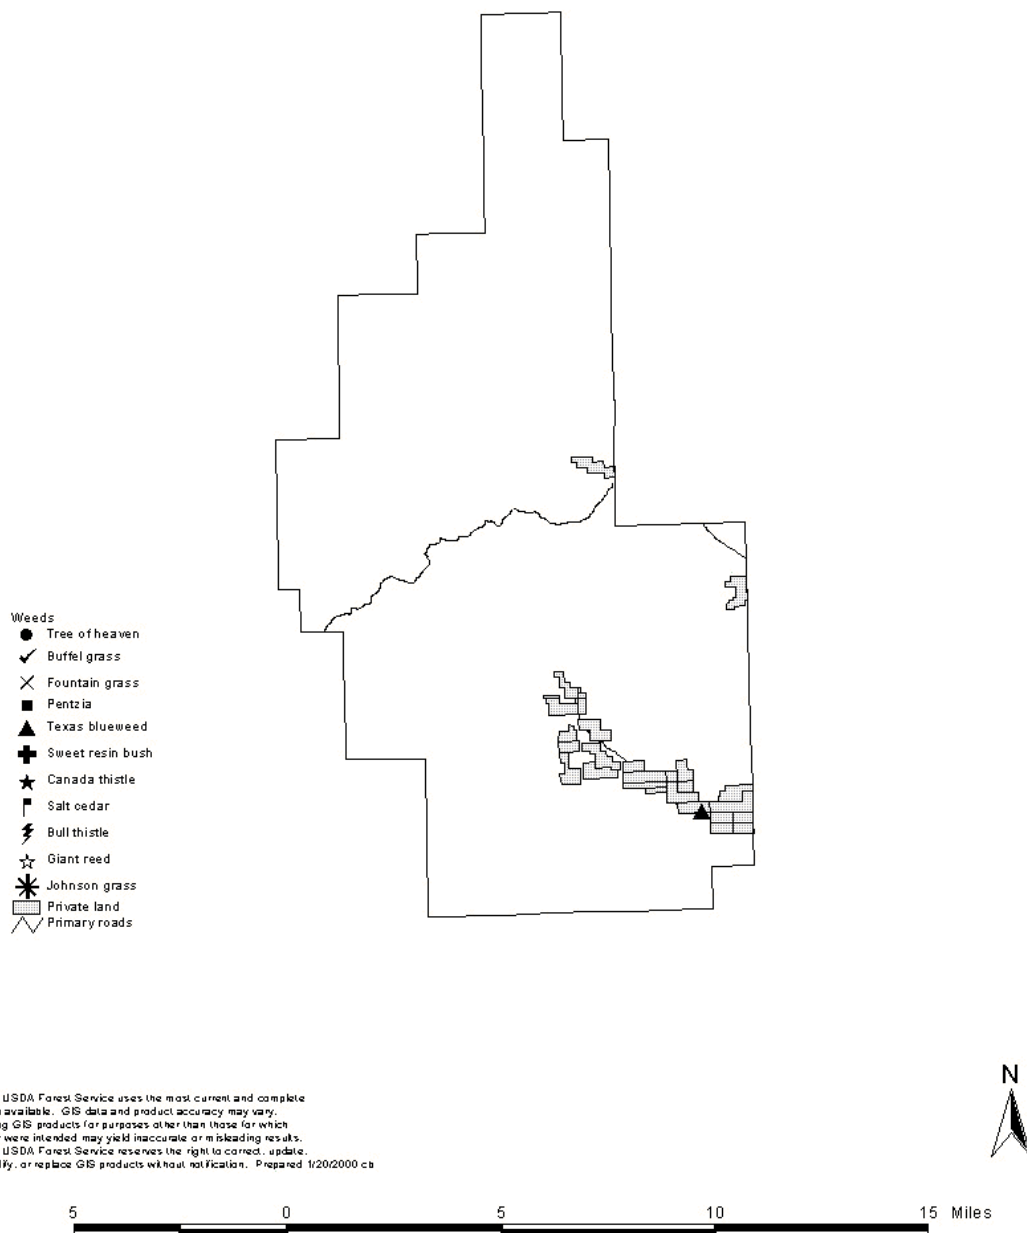 Weeds
Tree of heaven
Buffel grass
Fountain grass
Pentzia
Texas blueweed
Sweet resin bush
Canada thistle
Salt cedar
Bull thistle
Giant reed
Johnson grass
Private land
Primary roads
N
USDA Forest Service uses the most current and complete
available. GIS data and product accuracy may vary.
g GIS products for purposes other than those for which
were intended may yield inaccurate or misleading results.
USDA Forest Service reserves the right to correct, update,
ify, or replace GIS products without notification. Prepared 1/20/2000 cb
5 0 5 10 15 Miles